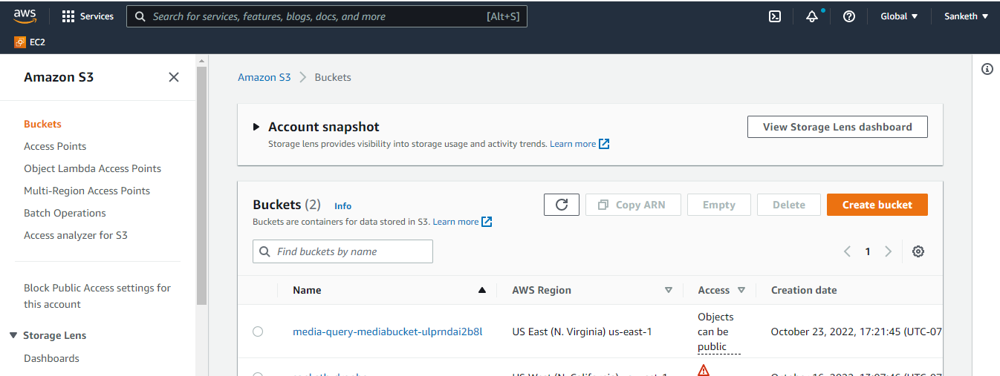 aws
Services
Search for services, features, blogs, docs, and more
[Alt+S]
Global
Sanketh
EC2
Amazon S3
Buckets
Access Points
Object Lambda Access Points
Multi-Region Access Points
Batch Operations
Access analyzer for S3
Block Public Access settings for
this account
Storage Lens
Dashboards
Amazon S3
Buckets
Account snapshot
Storage lens provides visibility into storage usage and activity trends. Learn more
View Storage Lens dashboard
Buckets (2) Info
Buckets are containers for data stored in S3. Learn more
Copy ARN
Empty
Delete
Create bucket
Find buckets by name
1
Name
AWS Region
Access
Creation date
media-query-mediabucket-ulprndai2b8l
US East (N. Virginia) us-east-1
Objects
can be
public
October 23, 2022, 17:21:45 (UTC-07
US West (N. California)
October 16, 2022, 13:07:46 (UTC-07